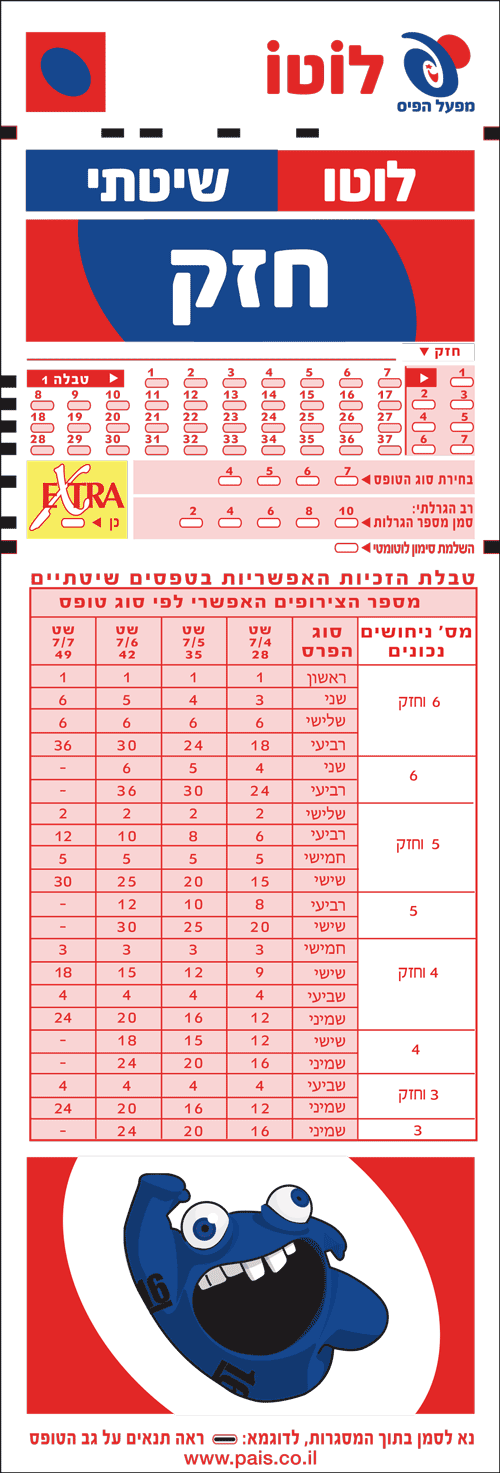 לוטו
מפעל הפיס
לוטו שיטתי
חזק
חזק ▼
טבלה 1 ◄ 1 2 3 4 5 6 7 ◄ 1
8 9 10 11 12 13 14 15 16 17 2 3
18 19 20 21 22 23 24 25 26 27 4 5
28 29 30 31 32 33 34 35 36 37 6 7
EXTRA
כן ◄
בחירת סוג הטופס ◄ 7 6 5 4
רב הגרלתי:
סמן מספר הגרלות ◄ 10 8 6 4 2
השלמת סימון לוטומטי ◄
טבלת הזכיות האפשריות בטפסים שיטתיים
מספר הצירופים האפשרי לפי סוג טופס
מס' ניחושים נכונים | סוג הפרס | שט 7/4 28 | שט 7/5 35 | שט 7/6 42 | שט 7/7 49
6 וחזק | ראשון | 1 | 1 | 1 | 1
שני | 3 | 4 | 5 | 6
שלישי | 6 | 6 | 6 | 6
רביעי | 18 | 24 | 30 | 36
6 | שני | 4 | 5 | 6 | -
רביעי | 24 | 30 | 36 | -
5 וחזק | שלישי | 2 | 2 | 2 | 2
רביעי | 6 | 8 | 10 | 12
חמישי | 5 | 5 | 5 | 5
שישי | 15 | 20 | 25 | 30
5 | רביעי | 8 | 10 | 12 | -
שישי | 20 | 25 | 30 | -
4 וחזק | חמישי | 3 | 3 | 3 | 3
שישי | 9 | 12 | 15 | 18
שביעי | 4 | 4 | 4 | 4
שמיני | 12 | 16 | 20 | 24
4 | שישי | 12 | 15 | 18 | -
שמיני | 16 | 20 | 24 | -
3 וחזק | שביעי | 4 | 4 | 4 | 4
שמיני | 12 | 16 | 20 | 24
3 | שמיני | 16 | 20 | 24 | -
16
16
נא לסמן בתוך המסגרות, לדוגמא: ראה תנאים על גב הטופס
www.pais.co.il